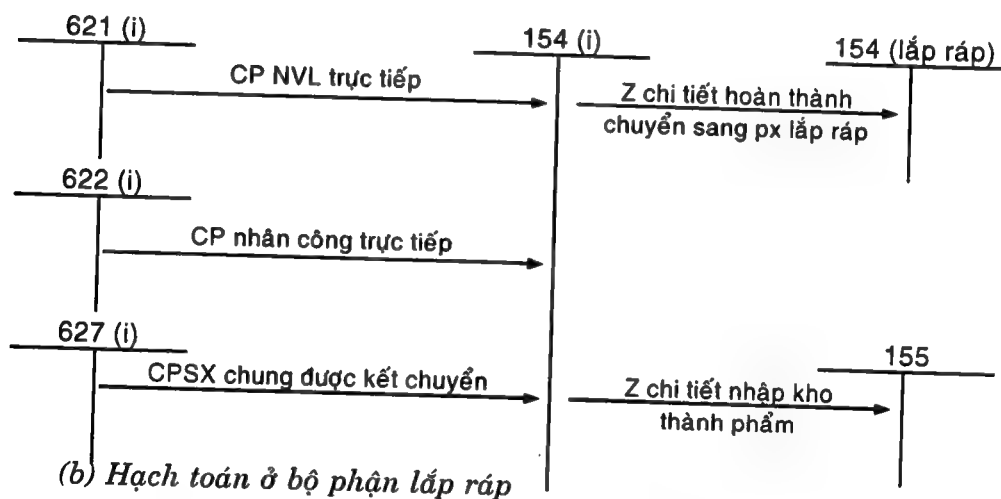 621 (i)
154 (i)
154 (lắp ráp)
CP NVL trực tiếp
Z chi tiết hoàn thành
chuyển sang px lắp ráp
622 (i)
CP nhân công trực tiếp
627 (i)
155
CPSX chung được kết chuyển
Z chi tiết nhập kho
thành phẩm
(b) Hạch toán ở bộ phận lắp ráp